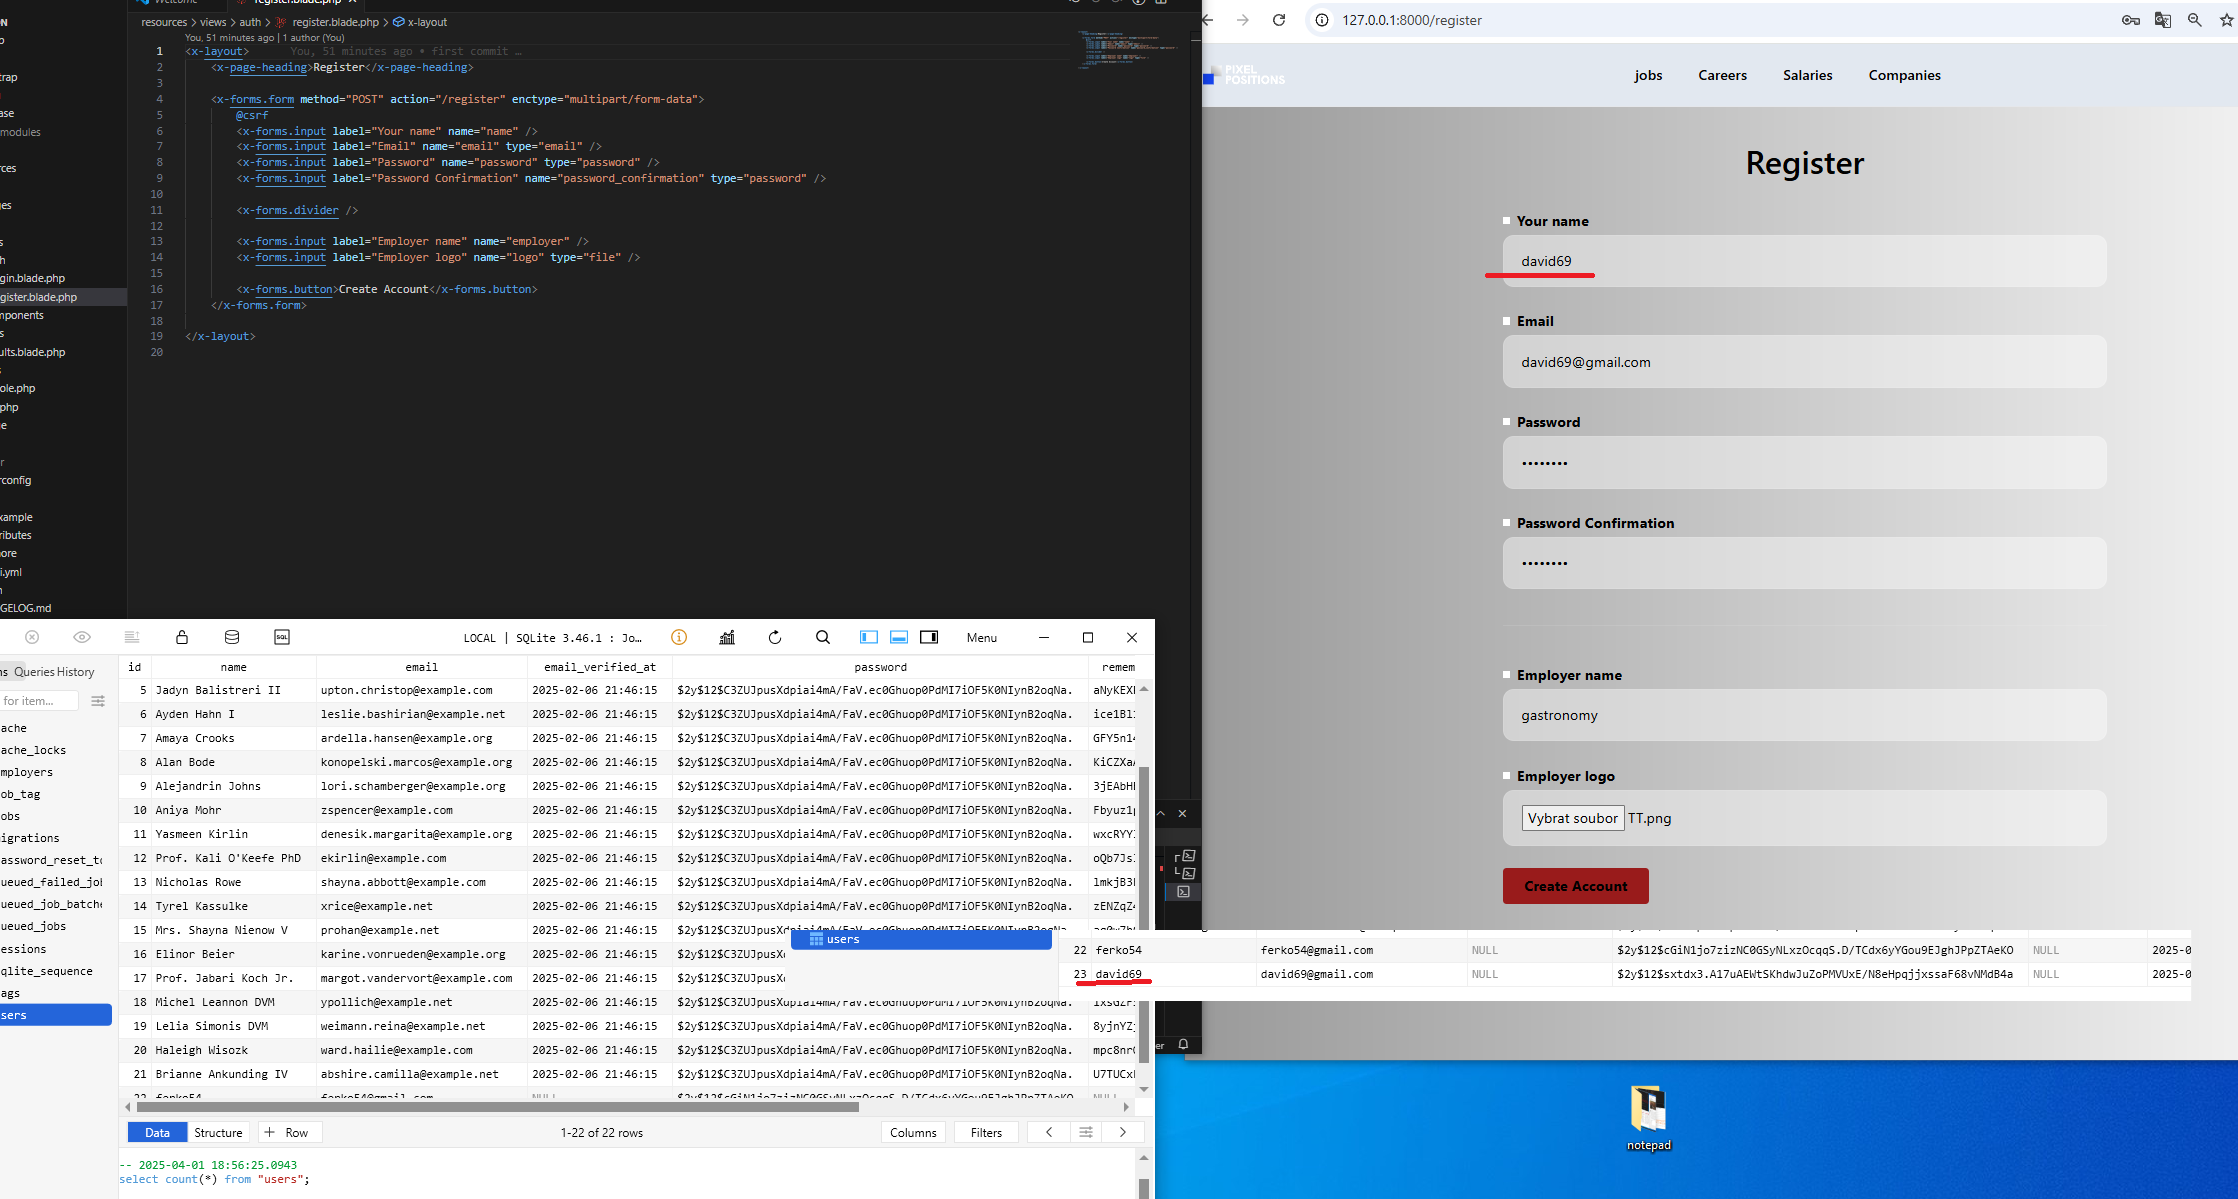 register.blade.php
resources > views > auth > register.blade.php > x-layout
You, 51 minutes ago | 1 author (You)
1 <x-layout> You, 51 minutes ago • first commit …
2 <x-page-heading>Register</x-page-heading>
3
4 <x-forms.form method="POST" action="/register" enctype="multipart/form-data">
5 @csrf
6 <x-forms.input label="Your name" name="name" />
7 <x-forms.input label="Email" name="email" type="email" />
8 <x-forms.input label="Password" name="password" type="password" />
9 <x-forms.input label="Password Confirmation" name="password_confirmation" type="password" />
10
11 <x-forms.divider />
12
13 <x-forms.input label="Employer name" name="employer" />
14 <x-forms.input label="Employer logo" name="logo" type="file" />
15
16 <x-forms.button>Create Account</x-forms.button>
17 </x-forms.form>
18
19 </x-layout>
20
trap
ase
modules
rces
ges
s
h
gin.blade.php
gister.blade.php
mponents
s
ults.blade.php
ole.php
php
e
r
rconfig
xample
ributes
nore
i.yml
n
GELOG.md
127.0.0.1:8000/register
PIXEL
POSITIONS
jobs Careers Salaries Companies
Register
Your name
david69
Email
david69@gmail.com
Password
••••••••
Password Confirmation
••••••••
Employer name
gastronomy
Employer logo
Vybrat soubor TT.png
Create Account
SQL
LOCAL | SQLite 3.46.1 : Jo…
Menu
ns Queries History
for item...
ache
ache_locks
mployers
ob_tag
obs
igrations
assword_reset_to
ueued_failed_job
ueued_job_batche
ueued_jobs
essions
qlite_sequence
ags
sers
id name email email_verified_at password remem
5 Jadyn Balistreri II upton.christop@example.com 2025-02-06 21:46:15 $2y$12$C3ZUJpusXdpiai4mA/FaV.ec0Ghuop0PdMI7iOF5K0NIynB2oqNa. aNyKEX
6 Ayden Hahn I leslie.bashirian@example.net 2025-02-06 21:46:15 $2y$12$C3ZUJpusXdpiai4mA/FaV.ec0Ghuop0PdMI7iOF5K0NIynB2oqNa. ice1Bl
7 Amaya Crooks ardella.hansen@example.org 2025-02-06 21:46:15 $2y$12$C3ZUJpusXdpiai4mA/FaV.ec0Ghuop0PdMI7iOF5K0NIynB2oqNa. GFY5n1
8 Alan Bode konopelski.marcos@example.org 2025-02-06 21:46:15 $2y$12$C3ZUJpusXdpiai4mA/FaV.ec0Ghuop0PdMI7iOF5K0NIynB2oqNa. KiCZXa
9 Alejandrin Johns lori.schamberger@example.org 2025-02-06 21:46:15 $2y$12$C3ZUJpusXdpiai4mA/FaV.ec0Ghuop0PdMI7iOF5K0NIynB2oqNa. 3jEAbH
10 Aniya Mohr zspencer@example.com 2025-02-06 21:46:15 $2y$12$C3ZUJpusXdpiai4mA/FaV.ec0Ghuop0PdMI7iOF5K0NIynB2oqNa. Fbyuz1
11 Yasmeen Kirlin denesik.margarita@example.org 2025-02-06 21:46:15 $2y$12$C3ZUJpusXdpiai4mA/FaV.ec0Ghuop0PdMI7iOF5K0NIynB2oqNa. wxcRYY
12 Prof. Kali O'Keefe PhD ekirlin@example.com 2025-02-06 21:46:15 $2y$12$C3ZUJpusXdpiai4mA/FaV.ec0Ghuop0PdMI7iOF5K0NIynB2oqNa. oQb7Js
13 Nicholas Rowe shayna.abbott@example.com 2025-02-06 21:46:15 $2y$12$C3ZUJpusXdpiai4mA/FaV.ec0Ghuop0PdMI7iOF5K0NIynB2oqNa. lmkjB3
14 Tyrel Kassulke xrice@example.net 2025-02-06 21:46:15 $2y$12$C3ZUJpusXdpiai4mA/FaV.ec0Ghuop0PdMI7iOF5K0NIynB2oqNa. zENZqZ
15 Mrs. Shayna Nienow V prohan@example.net 2025-02-06 21:46:15
16 Elinor Beier karine.vonrueden@example.org 2025-02-06 21:46:15 $2y$12$C3ZUJpusX
17 Prof. Jabari Koch Jr. margot.vandervort@example.com 2025-02-06 21:46:15 $2y$12$C3ZUJpusX
18 Michel Leannon DVM ypollich@example.net 2025-02-06 21:46:15 $2y$12$C3ZUJpusXdpiai4mA/FaV.ec0Ghuop0PdMI7iOF5K0NIynB2oqNa.
19 Lelia Simonis DVM weimann.reina@example.net 2025-02-06 21:46:15 $2y$12$C3ZUJpusXdpiai4mA/FaV.ec0Ghuop0PdMI7iOF5K0NIynB2oqNa. 8yjnYZ
20 Haleigh Wisozk ward.hailie@example.com 2025-02-06 21:46:15 $2y$12$C3ZUJpusXdpiai4mA/FaV.ec0Ghuop0PdMI7iOF5K0NIynB2oqNa. mpc8nr
21 Brianne Ankunding IV abshire.camilla@example.net 2025-02-06 21:46:15 $2y$12$C3ZUJpusXdpiai4mA/FaV.ec0Ghuop0PdMI7iOF5K0NIynB2oqNa. U7TUCx
users
22 ferko54 ferko54@gmail.com NULL $2y$12$cGiN1jo7zizNC0GSyNLxzOcqqS.D/TCdx6yYGou9EJghJPpZTAeKO NULL 2025-0
23 david69 david69@gmail.com NULL $2y$12$sxtdx3.A17uAEWtSKhdwJuZoPMVUxE/N8eHpqjjxssaF68vNMdB4a NULL 2025-0
Data Structure + Row 1-22 of 22 rows Columns Filters
-- 2025-04-01 18:56:25.0943
select count(*) from "users";
er
notepad